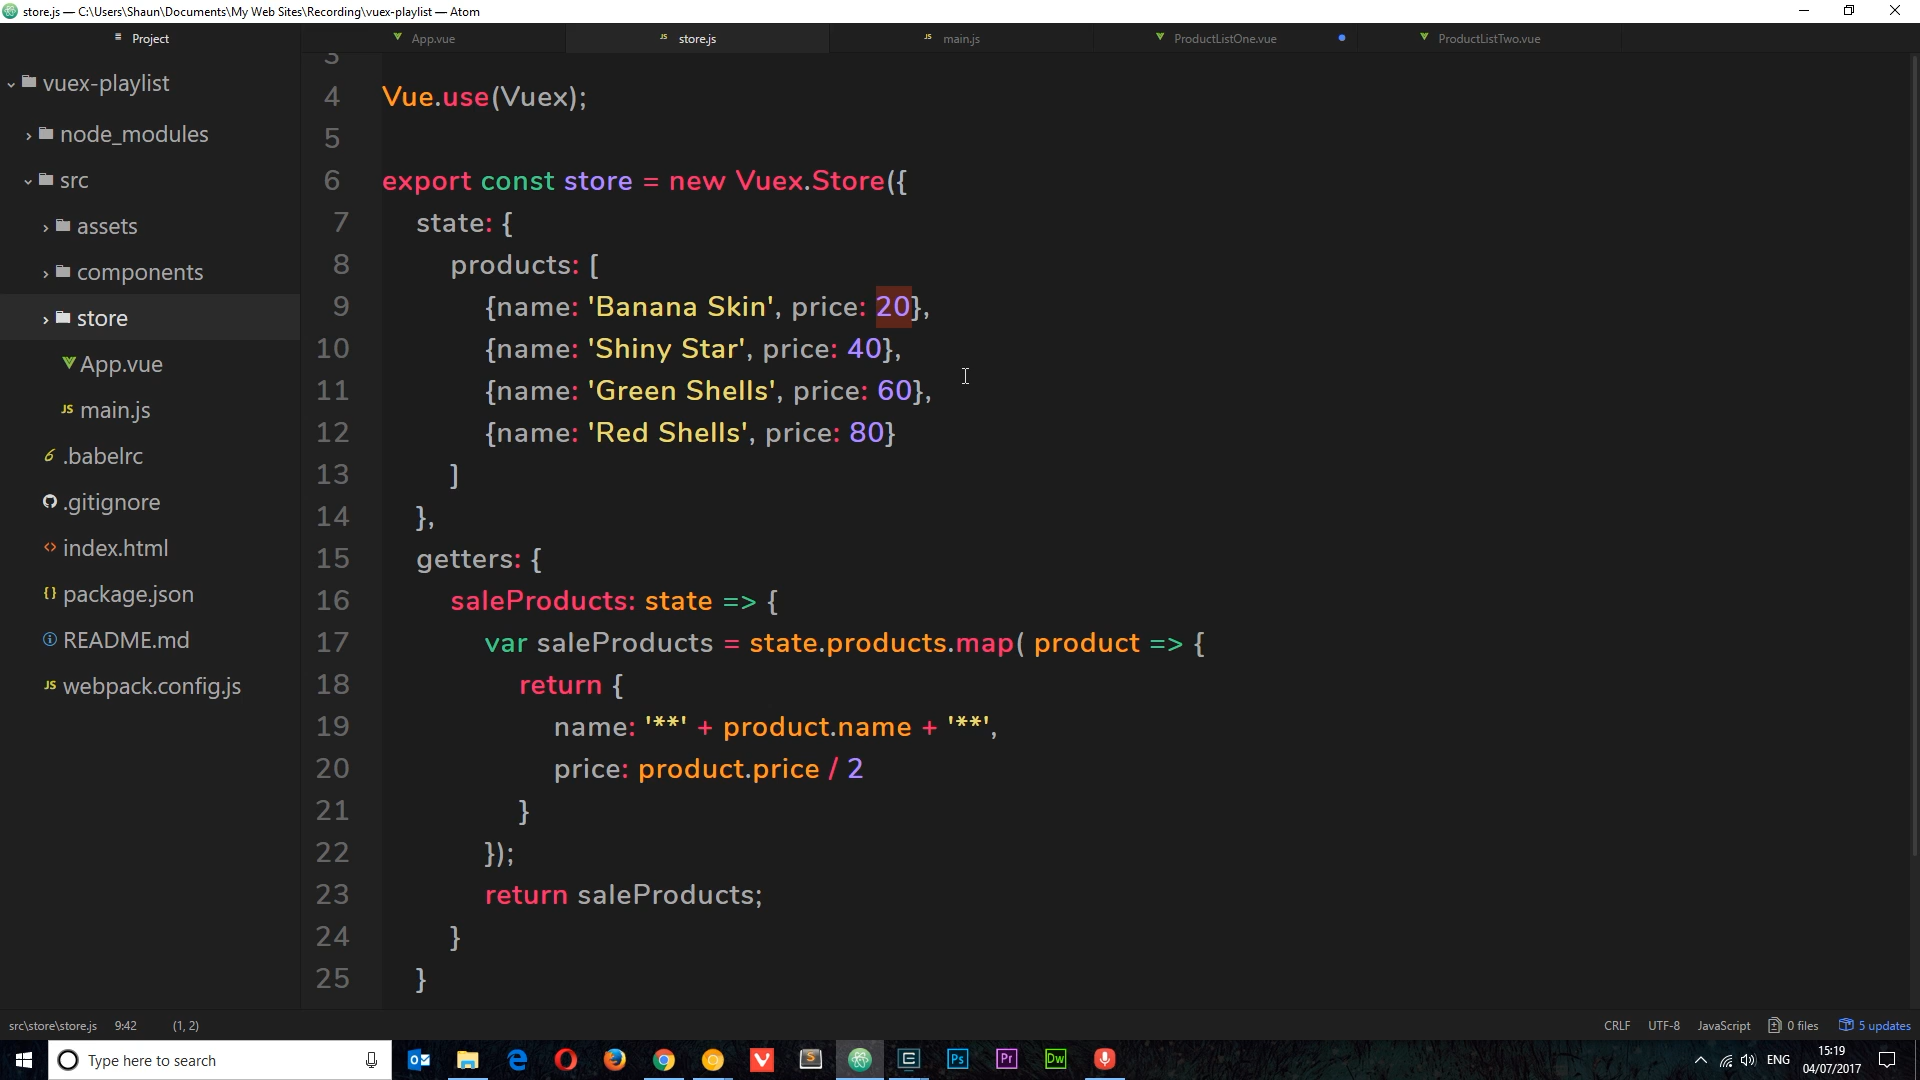 store.js — C:\Users\Shaun\Documents\My Web Sites\Recording\vuex-playlist — Atom
Project
App.vue
store.js
main.js
ProductListOne.vue
ProductListTwo.vue
vuex-playlist
node_modules
src
assets
components
store
App.vue
main.js
.babelrc
.gitignore
index.html
package.json
README.md
webpack.config.js
3
4 Vue.use(Vuex);
5
6 export const store = new Vuex.Store({
7 state: {
8 products: [
9 {name: 'Banana Skin', price: 20},
10 {name: 'Shiny Star', price: 40},
11 {name: 'Green Shells', price: 60},
12 {name: 'Red Shells', price: 80}
13 ]
14 },
15 getters: {
16 saleProducts: state => {
17 var saleProducts = state.products.map( product => {
18 return {
19 name: '**' + product.name + '**',
20 price: product.price / 2
21 }
22 });
23 return saleProducts;
24 }
25 }
src\store\store.js 9:42 (1, 2)
CRLF UTF-8 JavaScript 0 files 5 updates
Type here to search
ENG
15:19
04/07/2017